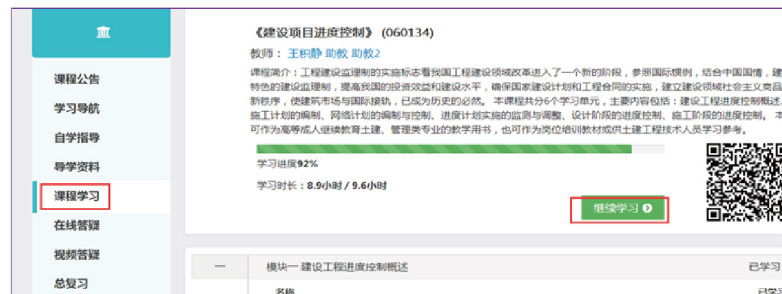 《建设项目进度控制》 (060134)
教师： 王积静 助教 助教2
课程简介：工程建设监理制的实施标志着我国工程建设领域改革进入了一个新的阶段，参照国际惯例，结合中国国情，建
特色的建设监理制，提高我国的投资效益和建设水平，确保国家建设计划和工程合同的实施，建立建设领域社会主义商品
新秩序，使建筑市场与国际接轨，已成为历史的必然。 本课程共分6个学习单元，主要内容包括：建设工程进度控制概述、
施工计划的编制、网络计划的编制与控制、进度计划实施的监测与调整、设计阶段的进度控制、施工阶段的进度控制。 本
可作为高等成人继续教育土建、管理类专业的教学用书，也可作为岗位培训教材或供土建工程技术人员学习参考。
学习进度92%
学习时长：8.9小时 / 9.6小时
继续学习
课程公告
学习导航
自学指导
导学资料
课程学习
在线答疑
视频答疑
总复习
模块一 建设工程进度控制概述
已学习
名称
已学习